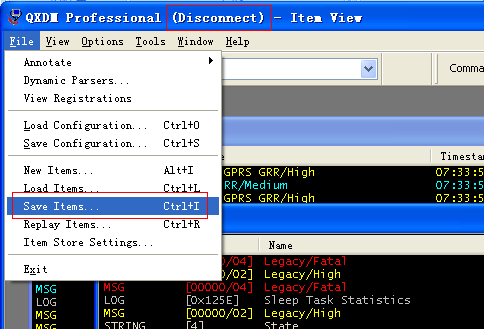 QXDM Professional (Disconnect) - Item View
File View Options Tools Window Help
Comma
Annotate
Dynamic Parsers...
View Registrations
Load Configuration... Ctrl+O
Save Configuration... Ctrl+S
New Items... Alt+I
Load Items... Ctrl+L
Save Items... Ctrl+I
Replay Items... Ctrl+R
Item Store Settings...
Exit
Timestam
GPRS GRR/High 07:33:5
RR/Medium 07:33:5
GPRS GRR/High 07:33:5
Name
MSG [00000/04] Legacy/Fatal
MSG [00000/02] Legacy/High
MSG [00000/04] Legacy/Fatal
LOG [0x125E] Sleep Task Statistics
MSG [00000/02] Legacy/High
STRING [4] State